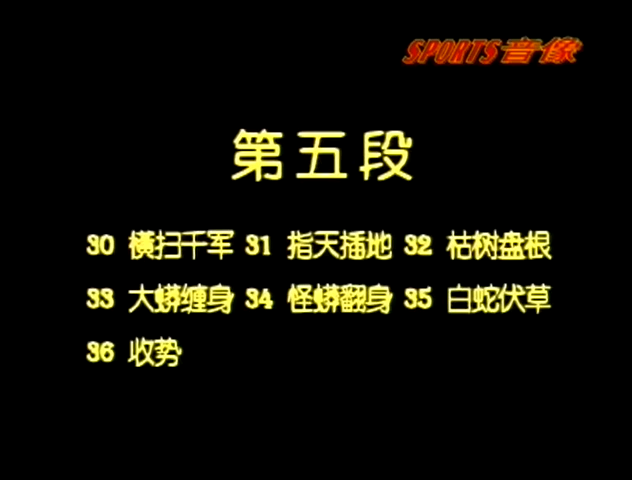 SPORTS音像
第五段
30 横扫千军 31 指天插地 32 枯树盘根
33 大蟒缠身 34 怪蟒翻身 35 白蛇伏草
36 收势